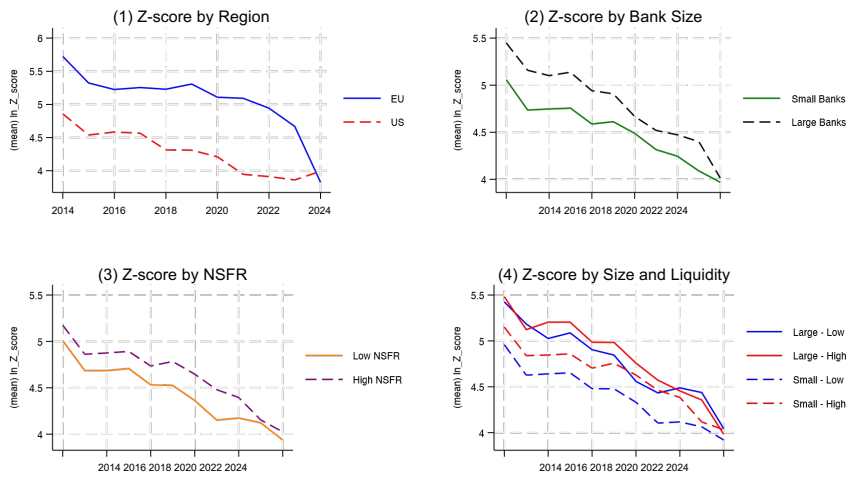 (1) Z-score by Region
(mean) ln_Z_score
6
5.5
5
4.5
4
2014 2016 2018 2020 2022 2024
EU
US
(2) Z-score by Bank Size
(mean) ln_Z_score
5.5
5
4.5
4
2014 2016 2018 2020 2022 2024
Small Banks
Large Banks
(3) Z-score by NSFR
(mean) ln_Z_score
5.5
5
4.5
4
2014 2016 2018 2020 2022 2024
Low NSFR
High NSFR
(4) Z-score by Size and Liquidity
(mean) ln_Z_score
5.5
5
4.5
4
2014 2016 2018 2020 2022 2024
Large - Low
Large - High
Small - Low
Small - High